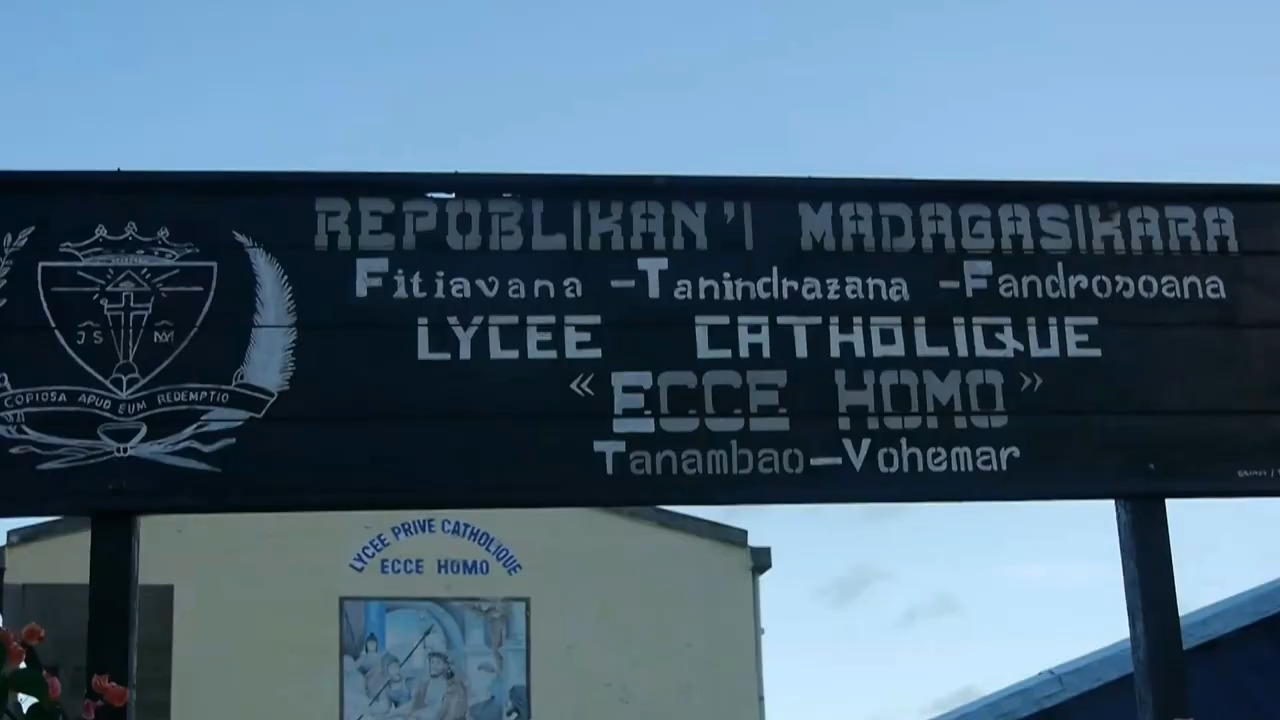 REPOBLIKAN'I MADAGASIKARA
Fitiavana -Tanindrazana -Fandrosoana
LYCEE CATHOLIQUE
« ECCE HOMO »
Tanambao-Vohemar
JS M
COPIOSA APUD EUM REDEMPTIO
LYCEE PRIVE CATHOLIQUE
ECCE HOMO